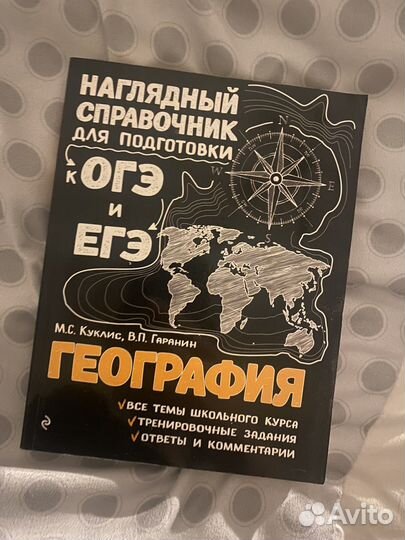 НАГЛЯДНЫЙ
СПРАВОЧНИК
ДЛЯ ПОДГОТОВКИ
К ОГЭ
И
ЕГЭ
N
W
E
М.С. Куклис, В.П. Гаранин
ГЕОГРАФИЯ
ВСЕ ТЕМЫ ШКОЛЬНОГО КУРСА
ТРЕНИРОВОЧНЫЕ ЗАДАНИЯ
ОТВЕТЫ И КОММЕНТАРИИ
Avito